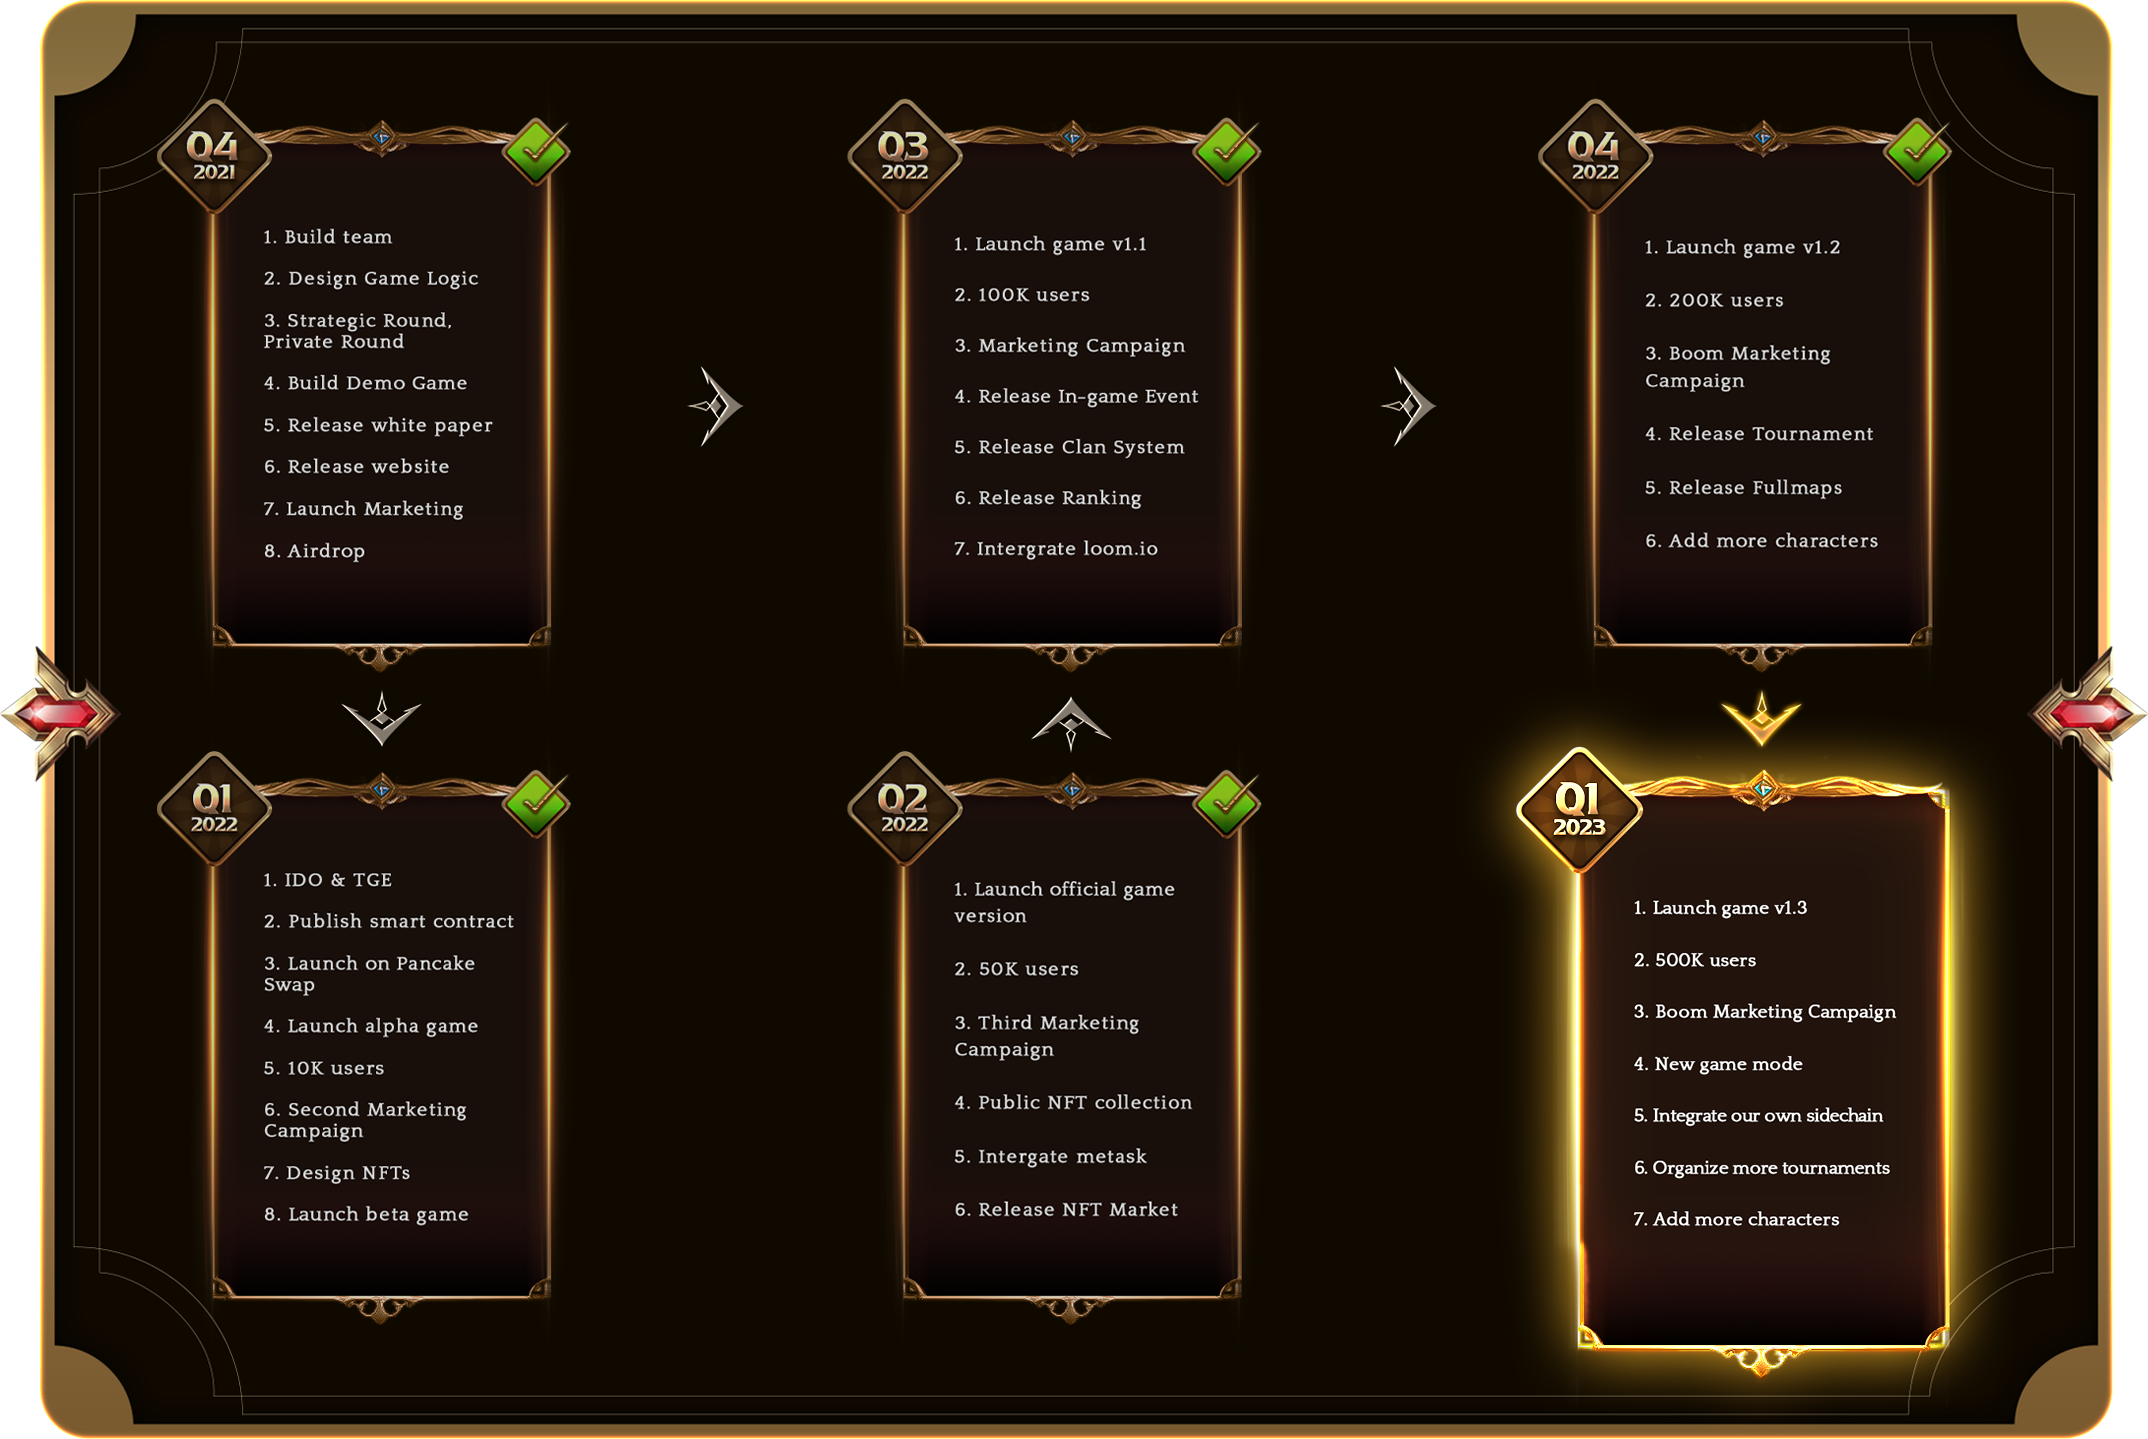 Q4
2021
1. Build team
2. Design Game Logic
3. Strategic Round,
Private Round
4. Build Demo Game
5. Release white paper
6. Release website
7. Launch Marketing
8. Airdrop
Q1
2022
1. IDO & TGE
2. Publish smart contract
3. Launch on Pancake
Swap
4. Launch alpha game
5. 10K users
6. Second Marketing
Campaign
7. Design NFTs
8. Launch beta game
Q2
2022
1. Launch official game
version
2. 50K users
3. Third Marketing
Campaign
4. Public NFT collection
5. Intergate metask
6. Release NFT Market
Q3
2022
1. Launch game v1.1
2. 100K users
3. Marketing Campaign
4. Release In-game Event
5. Release Clan System
6. Release Ranking
7. Intergrate loom.io
Q4
2022
1. Launch game v1.2
2. 200K users
3. Boom Marketing
Campaign
4. Release Tournament
5. Release Fullmaps
6. Add more characters
Q1
2023
1. Launch game v1.3
2. 500K users
3. Boom Marketing Campaign
4. New game mode
5. Integrate our own sidechain
6. Organize more tournaments
7. Add more characters